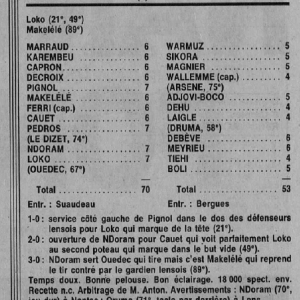 Loko (21ᵉ, 49ᵉ)
Makelélé (89ᵉ)
MARRAUD 6 WARMUZ 5
KAREMBEU 6 SIKORA 5
CAPRON 6 MAGNIER 5
DECROIX 6 WALLEMME (cap.) 4
PIGNOL 7 (ARSENE, 75ᵉ)
MAKÉLÉLÉ 6 ADJOVI-BOCO 5
FERRI (cap.) 6 DEHU 4
CAUET 6 LAIGLE 4
PEDROS 7 (DRUMA, 58ᵉ)
(LE DIZET, 74ᵉ) DEBÈVE 6
NDORAM 7 MEYRIEU 6
LOKO 7 TIEHI 4
(OUEDEC, 67ᵉ) BOLI 5
Total 70 Total 53
Entr. : Suaudeau Entr. : Bergues
1-0 : service côté gauche de Pignol dans le dos des défenseurs
lensois pour Loko qui marque de la tête (21ᵉ).
2-0 : ouverture de NDoram pour Cauet qui voit parfaitement Loko
au second poteau qui marque dans le but vide (49ᵉ).
3-0 : NDoram sert Ouedec qui tire mais c'est Makélélé qui reprend
le tir contré par le gardien lensois (89ᵉ).
Temps doux. Bonne pelouse. Bon éclairage. 18 000 spect. env.
Recette n.c. Arbitrage de M. Anton. Avertissements : NDoram (70ᵉ,